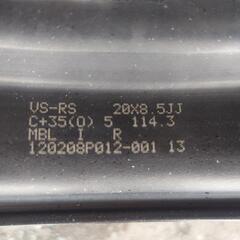 VS-RS 20X8.5JJ
C+35(O) 5 114.3
MBL I R
120208P012-001 13